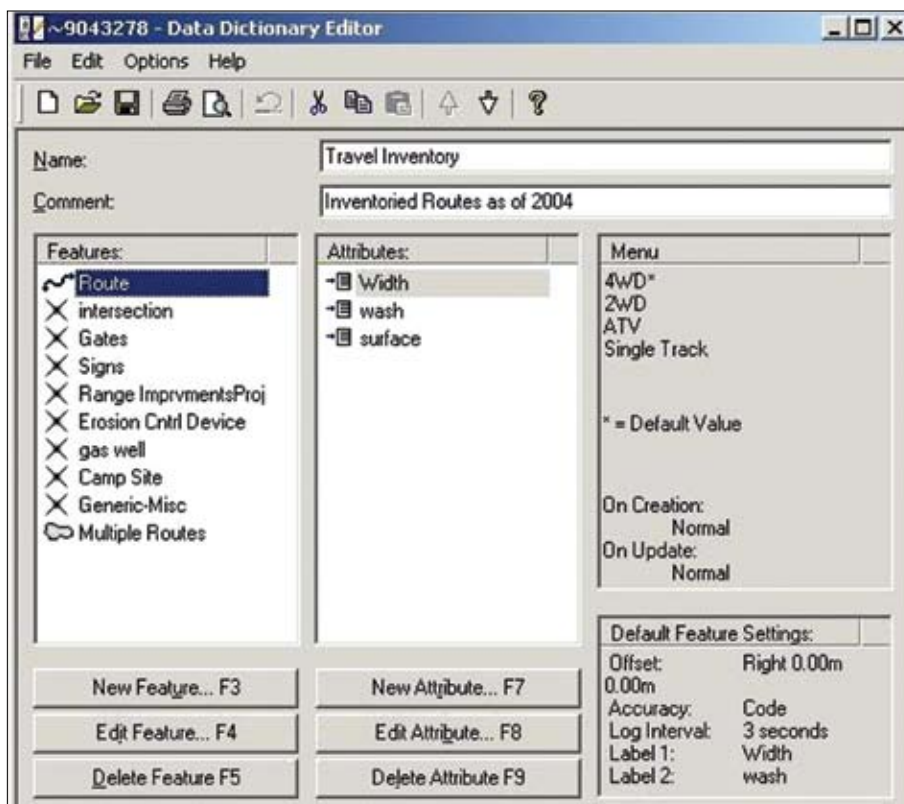 ~9043278 - Data Dictionary Editor
File Edit Options Help
Name: Travel Inventory
Comment: Inventoried Routes as of 2004
Features:
Route
intersection
Gates
Signs
Range ImprvmentsProj
Erosion Cntrl Device
gas well
Camp Site
Generic-Misc
Multiple Routes
New Feature... F3
Edit Feature... F4
Delete Feature F5
Attributes:
Width
wash
surface
New Attribute... F7
Edit Attribute... F8
Delete Attribute F9
Menu
4WD*
2WD
ATV
Single Track
* = Default Value
On Creation:
Normal
On Update:
Normal
Default Feature Settings:
Offset: Right 0.00m
0.00m
Accuracy: Code
Log Interval: 3 seconds
Label 1: Width
Label 2: wash